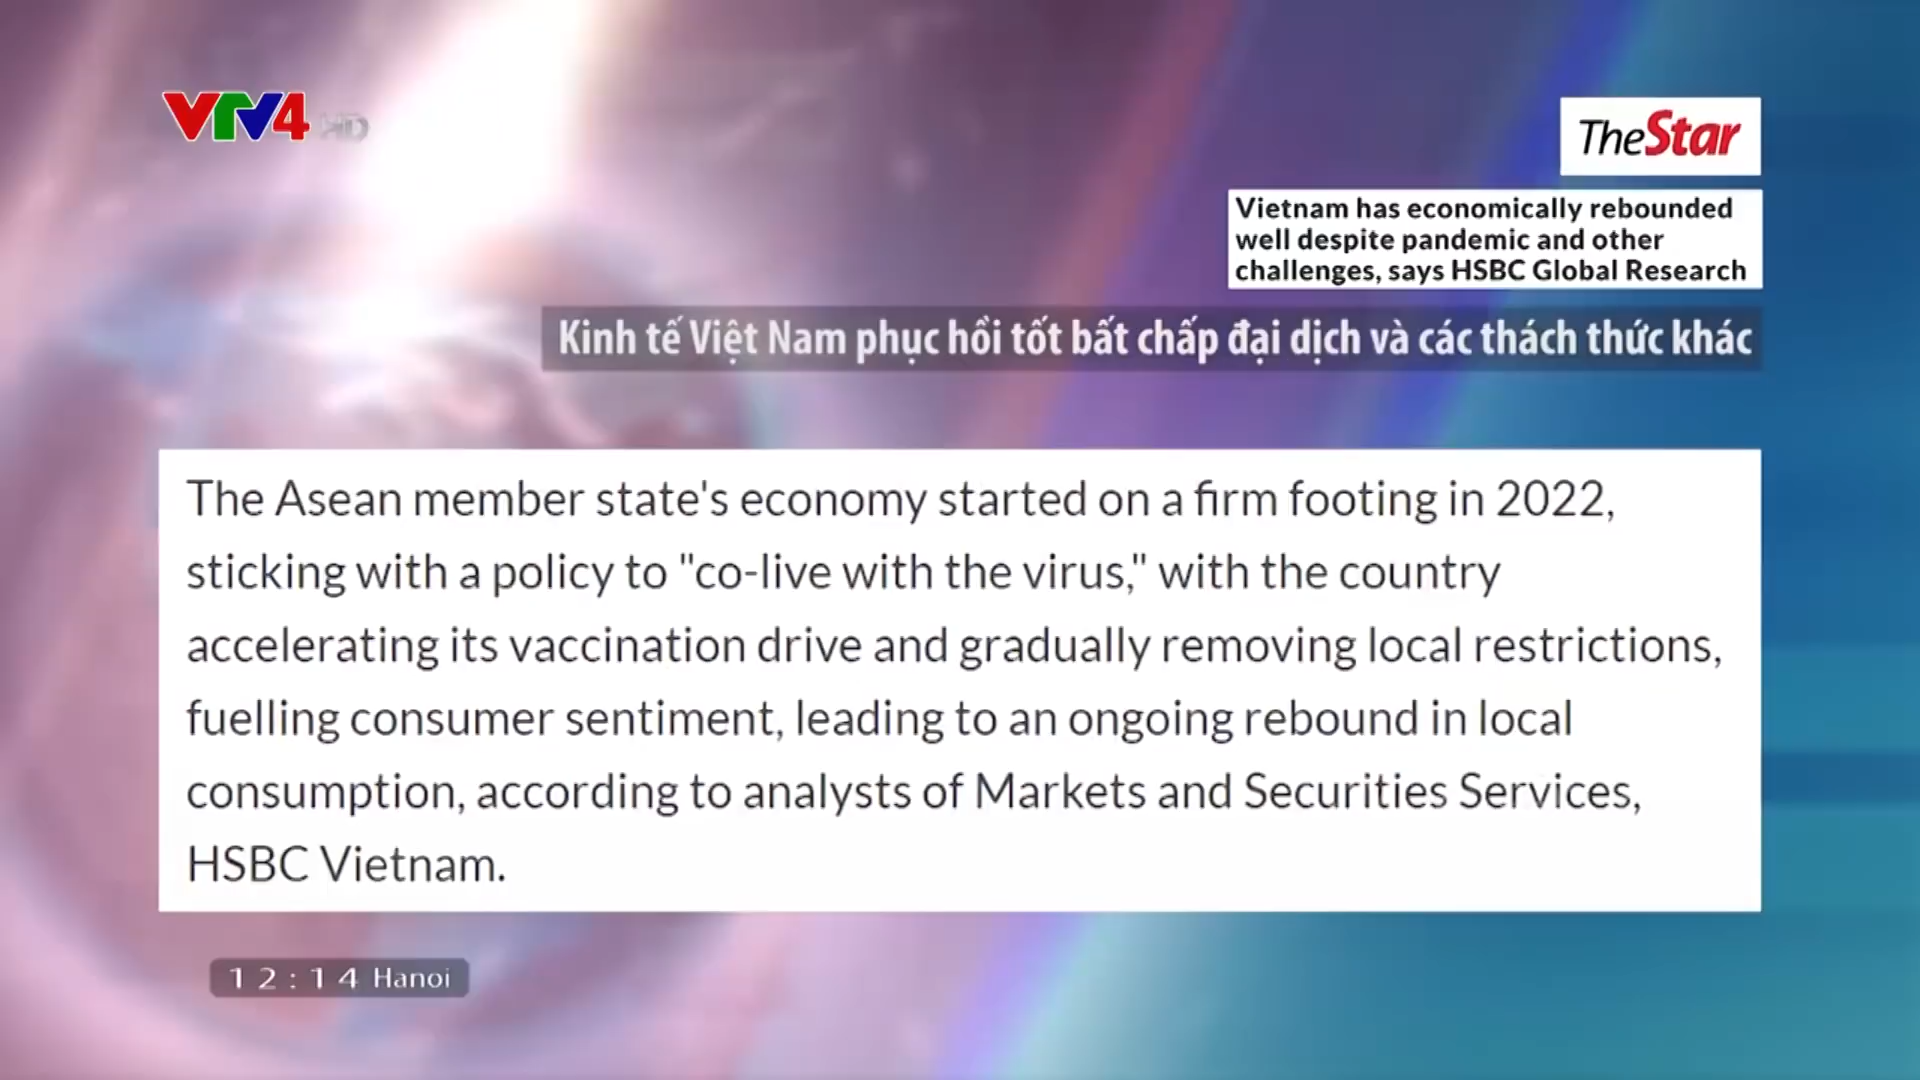 VTV4 HD
TheStar
Vietnam has economically rebounded
well despite pandemic and other
challenges, says HSBC Global Research
Kinh tế Việt Nam phục hồi tốt bất chấp đại dịch và các thách thức khác
The Asean member state's economy started on a firm footing in 2022,
sticking with a policy to "co-live with the virus," with the country
accelerating its vaccination drive and gradually removing local restrictions,
fuelling consumer sentiment, leading to an ongoing rebound in local
consumption, according to analysts of Markets and Securities Services,
HSBC Vietnam.
12:14 Hanoi